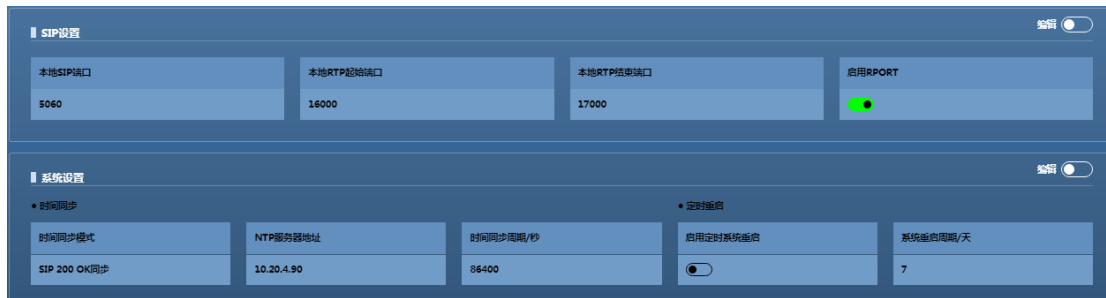 SIP设置
编辑
本地SIP端口 本地RTP起始端口 本地RTP结束端口 启用RPORT
5060 16000 17000
系统设置
编辑
• 时间同步 • 定时重启
时间同步模式 NTP服务器地址 时间同步周期/秒 启用定时系统重启 系统重启周期/天
SIP 200 OK同步 10.20.4.90 86400 7